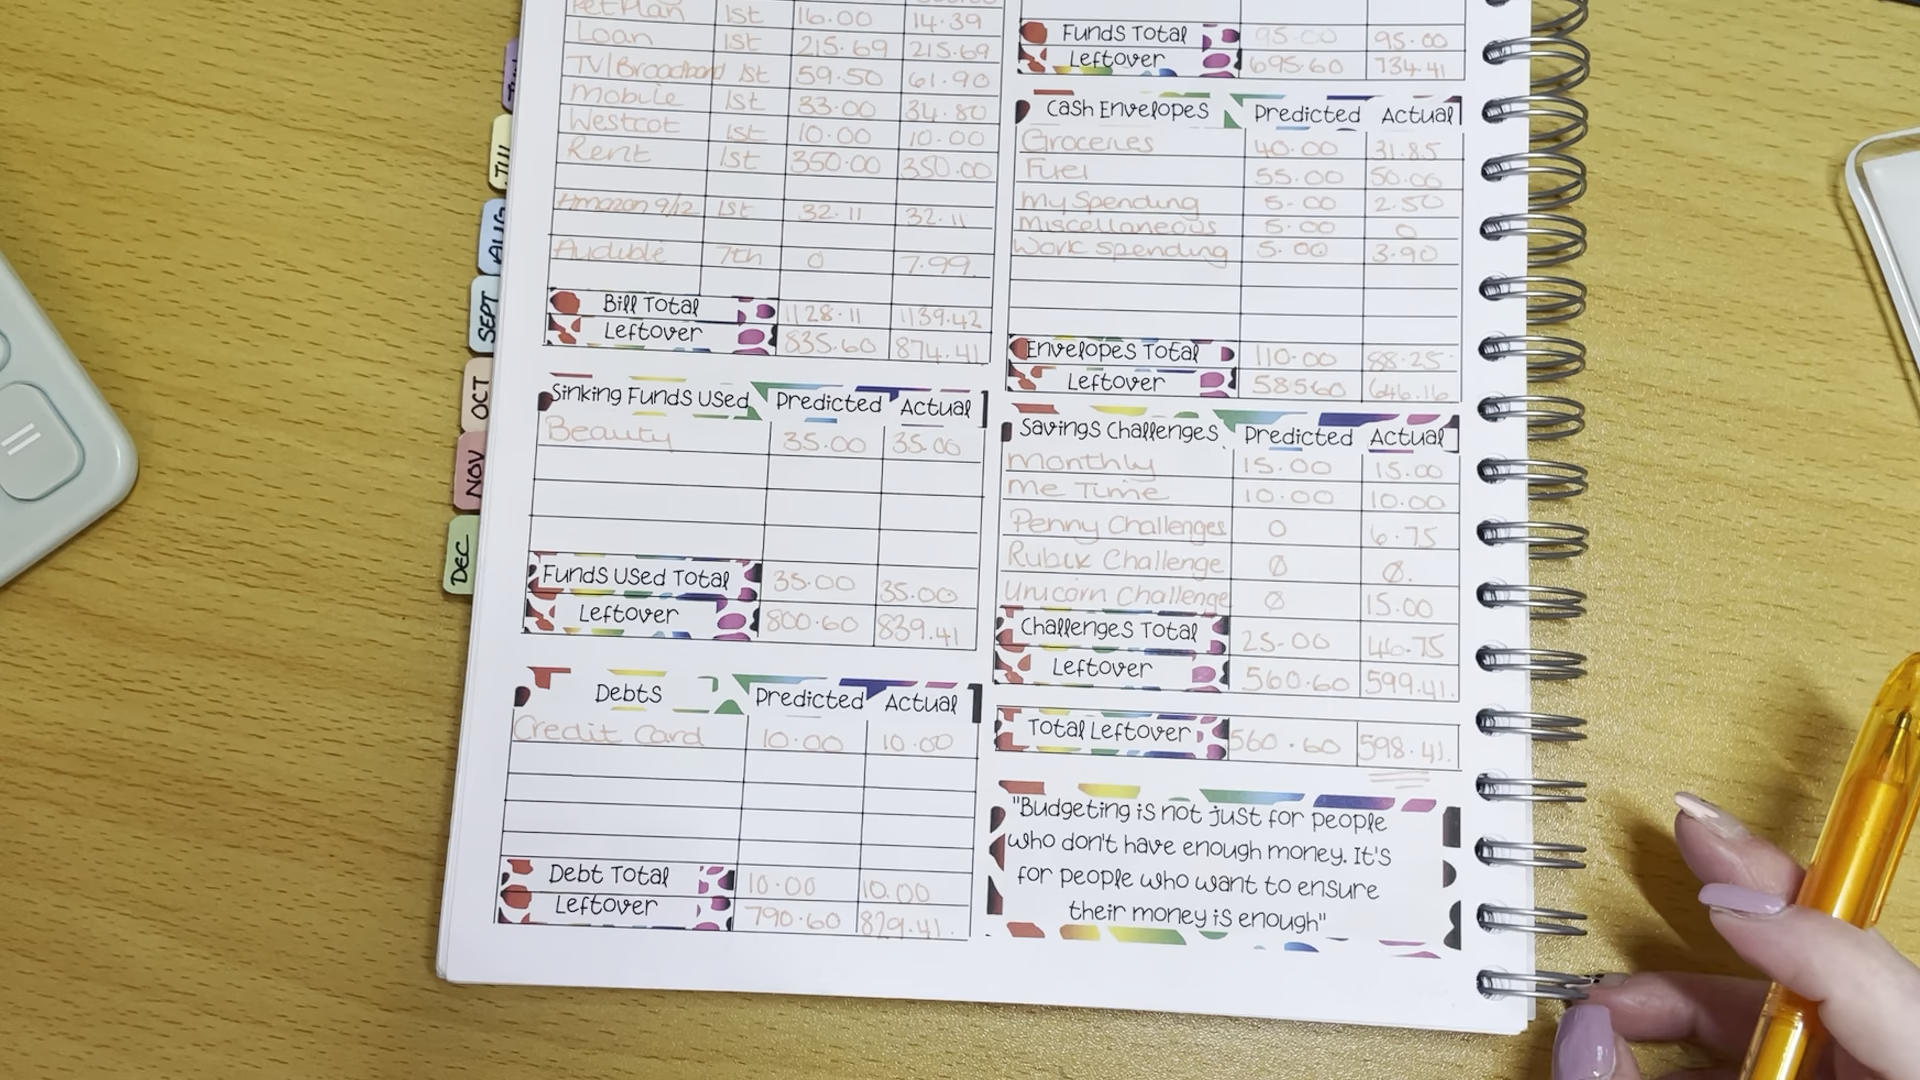 Pet Plan 1st 16.00 14.39
Loan 1st 215.69 215.69
TV/Broadband 1st 59.50 61.90
Mobile 1st 33.00 34.80
Westcot 1st 10.00 10.00
Rent 1st 350.00 350.00
Amazon 9/12 1st 32.11 32.11
Audible 7th 0 7.99
Bill Total 1128.11 1139.42
Leftover 835.60 874.41
Sinking Funds Used Predicted Actual
Beauty 35.00 35.00
Funds Used Total 35.00 35.00
Leftover 800.60 839.41
Debts Predicted Actual
Credit Card 10.00 10.00
Debt Total 10.00 10.00
Leftover 790.60 829.41.
Funds Total 95.00 95.00
Leftover 695.60 734.41
Cash Envelopes Predicted Actual
Groceries 40.00 31.85
Fuel 55.00 50.00
My Spending 5.00 2.50
Miscellaneous 5.00 0
Work Spending 5.00 3.90
Envelopes Total 110.00 88.25
Leftover 585.60 646.16
Savings Challenges Predicted Actual
Monthly 15.00 15.00
Me Time 10.00 10.00
Penny Challenges 0 6.75
Rubix Challenge 0 0.
Unicorn Challenge 0 15.00
Challenges Total 25.00 46.75
Leftover 560.60 599.41.
Total Leftover 560.60 598.41.
"Budgeting is not just for people
who don't have enough money. It's
for people who want to ensure
their money is enough"
JUL
AUG
SEPT
OCT
NOV
DEC